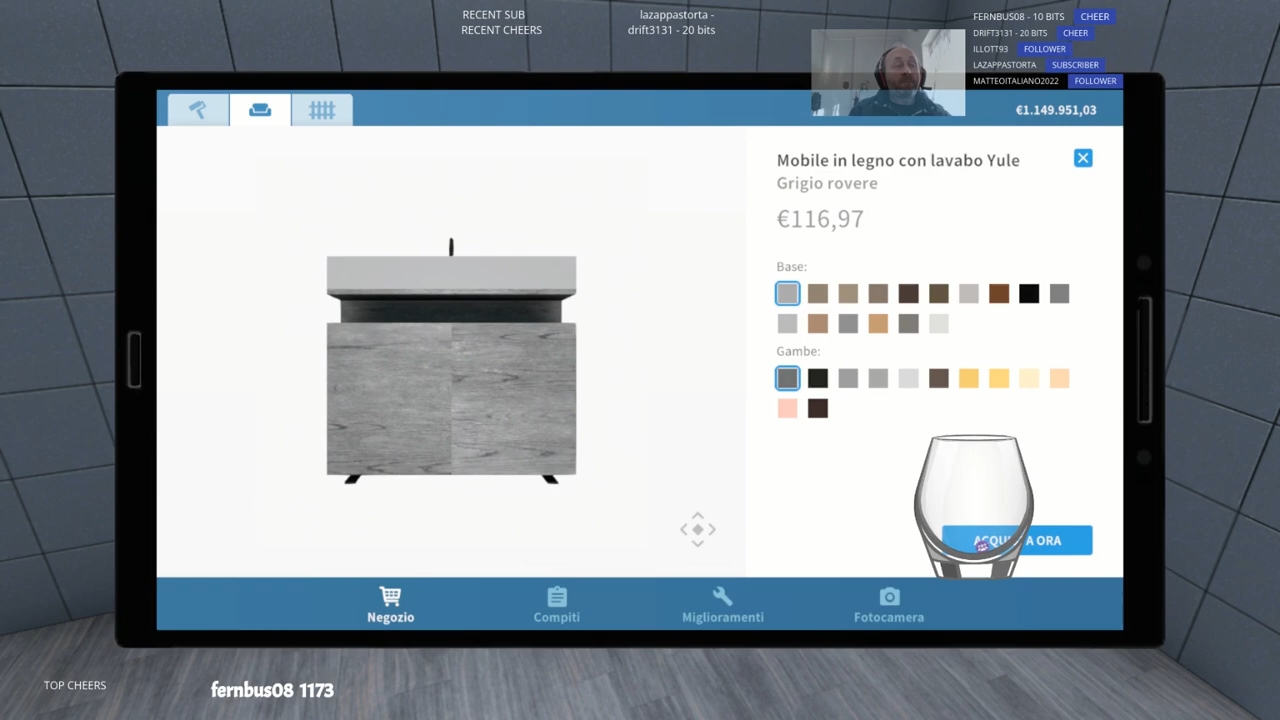 RECENT SUB
lazappastorta -
RECENT CHEERS
drift3131 - 20 bits
FERNBUS08 - 10 BITS CHEER
DRIFT3131 - 20 BITS CHEER
ILLOTT93 FOLLOWER
LAZAPPASTORTA SUBSCRIBER
MATTEOITALIANO2022 FOLLOWER
€1.149.951,03
Mobile in legno con lavabo Yule
Grigio rovere
€116,97
Base:
Gambe:
ORA
Negozio
Compiti
Miglioramenti
Fotocamera
TOP CHEERS
fernbus08 1173